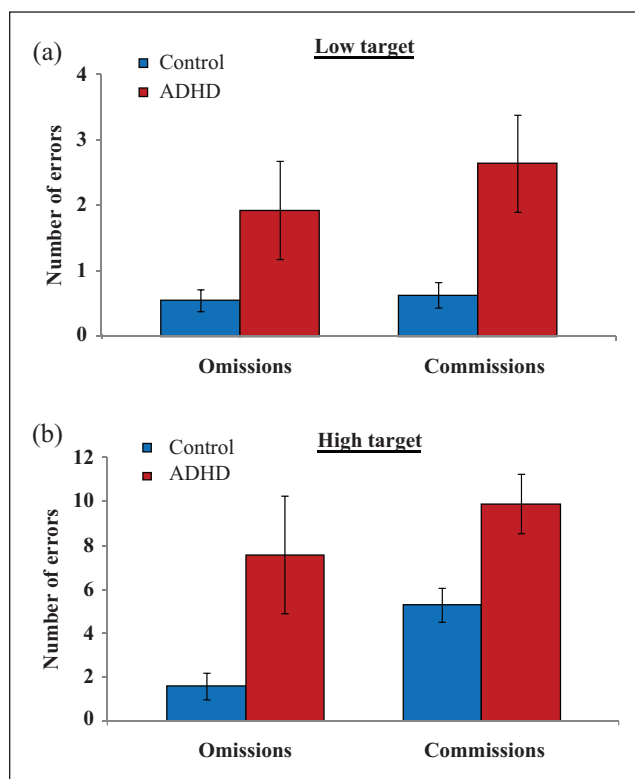 (a)
Low target
Control
ADHD
4
3
2
1
0
Number of errors
Omissions
Commissions
(b)
High target
Control
ADHD
12
10
8
6
4
2
0
Number of errors
Omissions
Commissions